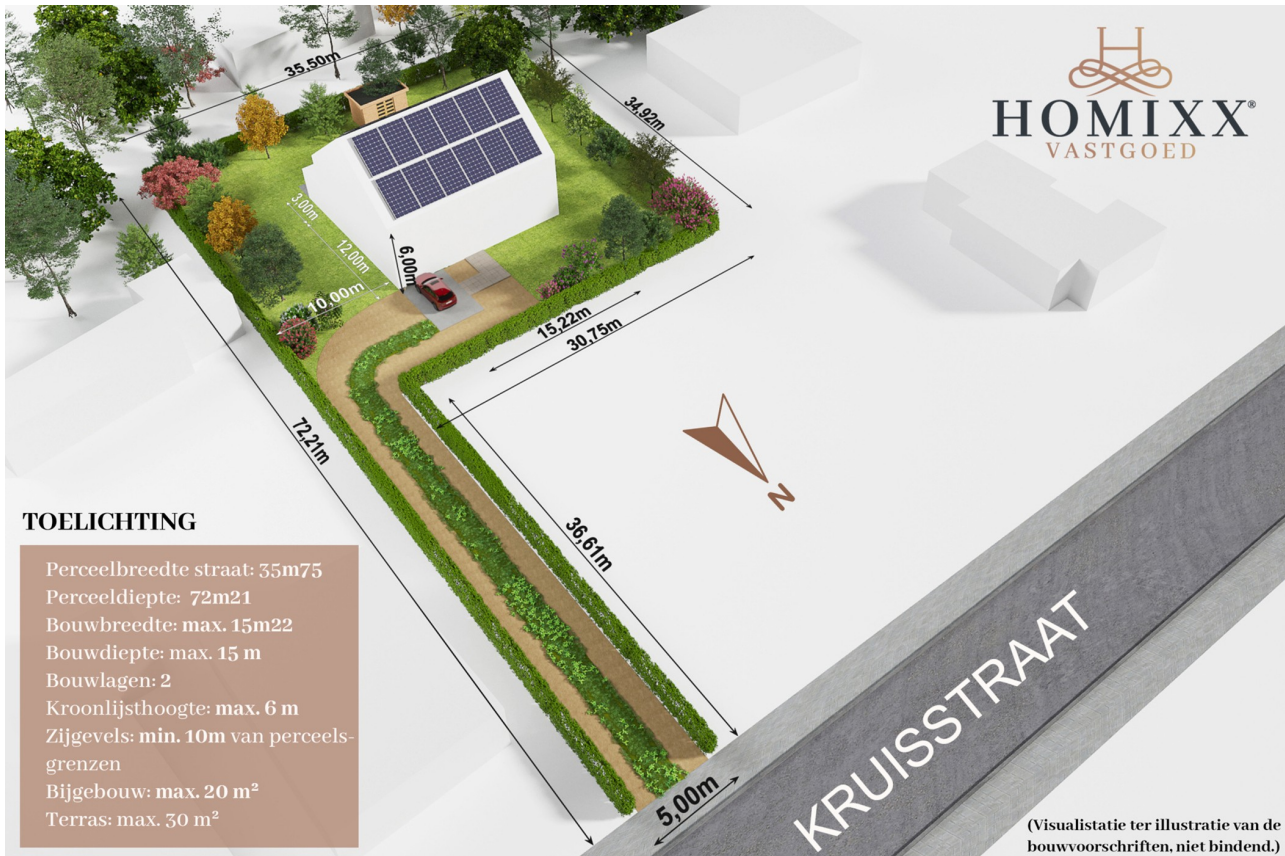 35,50m
34,92m
HOMIXX®
VASTGOED
3,00m
12,00m
6,00m
10,00m
15,22m
30,75m
72,21m
36,61m
N
5,00m
KRUISSTRAAT
TOELICHTING
Perceelbreedte straat: 35m75
Perceeldiepte: 72m21
Bouwbreedte: max. 15m22
Bouwdiepte: max. 15 m
Bouwlagen: 2
Kroonlijsthoogte: max. 6 m
Zijgevels: min. 10m van perceels-
grenzen
Bijgebouw: max. 20 m²
Terras: max. 30 m²
(Visualistatie ter illustratie van de
bouwvoorschriften, niet bindend.)